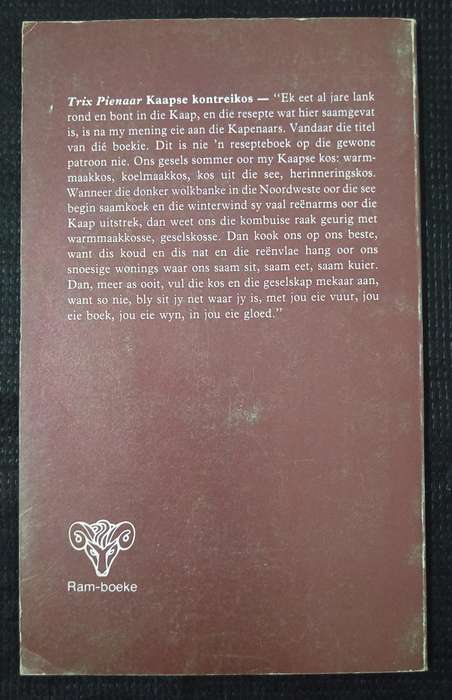 Trix Pienaar Kaapse kontreikos — “Ek eet al jare lank
rond en bont in die Kaap, en die resepte wat hier saamgevat
is, is na my mening eie aan die Kapenaars. Vandaar die titel
van dié boekie. Dit is nie ’n resepteboek op die gewone
patroon nie. Ons gesels sommer oor my Kaapse kos: warm-
maakkos, koelmaakkos, kos uit die see, herinneringskos.
Wanneer die donker wolkbanke in die Noordweste oor die see
begin saamkoek en die winterwind sy vaal reënarms oor die
Kaap uitstrek, dan weet ons die kombuise raak geurig met
warmmaakkosse, geselskosse. Dan kook ons op ons beste,
want dis koud en dis nat en die reënvlae hang oor ons
snoesige wonings waar ons saam sit, saam eet, saam kuier.
Dan, meer as ooit, vul die kos en die geselskap mekaar aan,
want so nie, bly sit jy net waar jy is, met jou eie vuur, jou
eie boek, jou eie wyn, in jou eie gloed.”
Ram-boeke